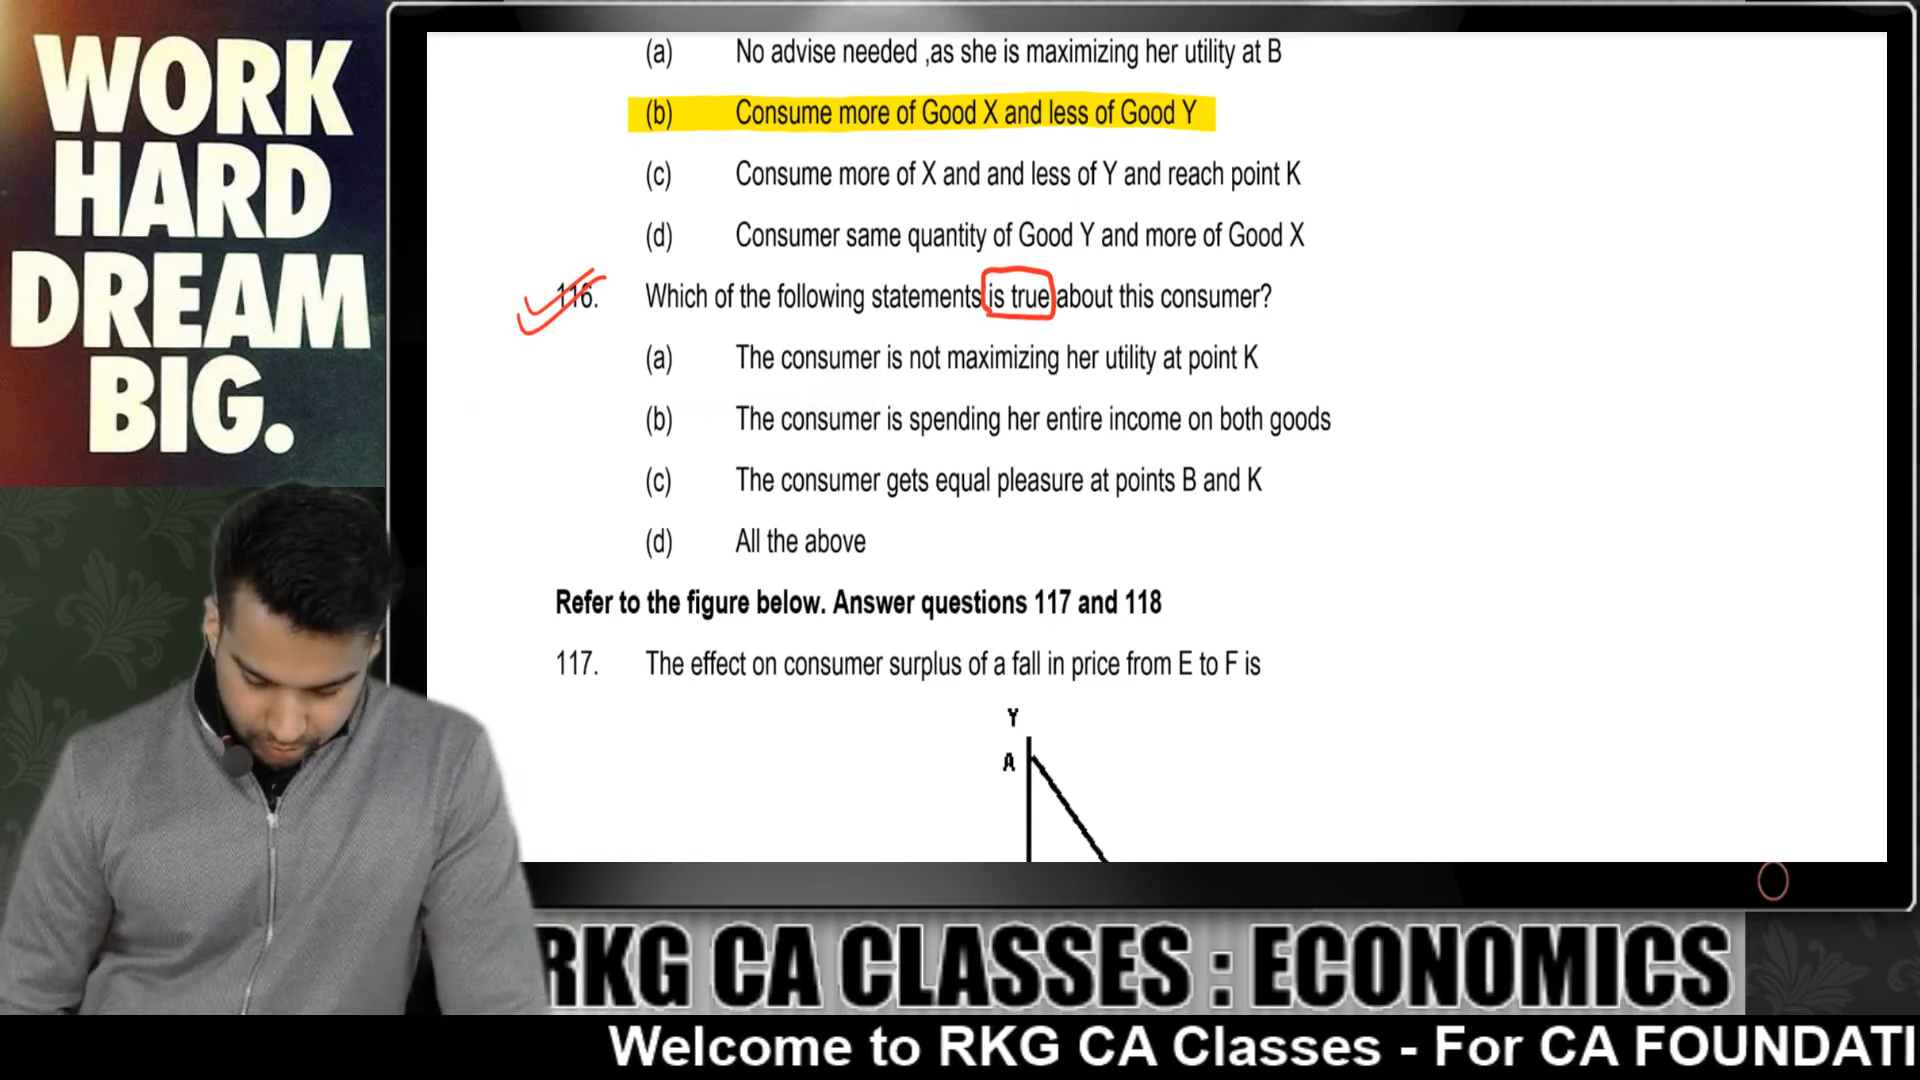 WORK
HARD
DREAM
BIG.
(a) No advise needed ,as she is maximizing her utility at B
(b) Consume more of Good X and less of Good Y
(c) Consume more of X and and less of Y and reach point K
(d) Consumer same quantity of Good Y and more of Good X
116. Which of the following statements is true about this consumer?
(a) The consumer is not maximizing her utility at point K
(b) The consumer is spending her entire income on both goods
(c) The consumer gets equal pleasure at points B and K
(d) All the above
Refer to the figure below. Answer questions 117 and 118
117. The effect on consumer surplus of a fall in price from E to F is
Y
A
RKG CA CLASSES : ECONOMICS
Welcome to RKG CA Classes - For CA FOUNDATI